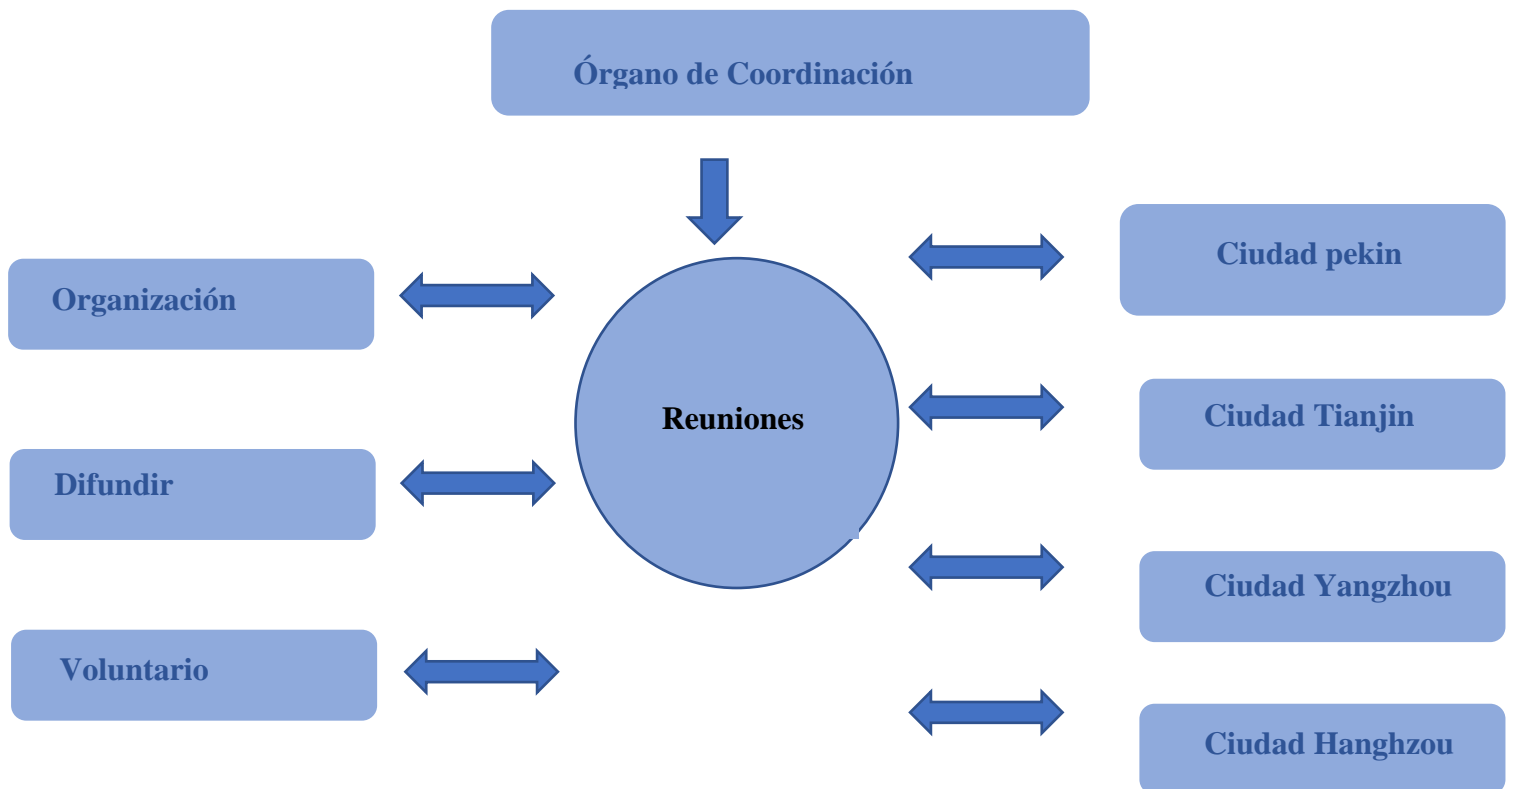 Órgano de Coordinación
Ciudad pekin
Organización
Reuniones
Ciudad Tianjin
Difundir
Ciudad Yangzhou
Voluntario
Ciudad Hanghzou